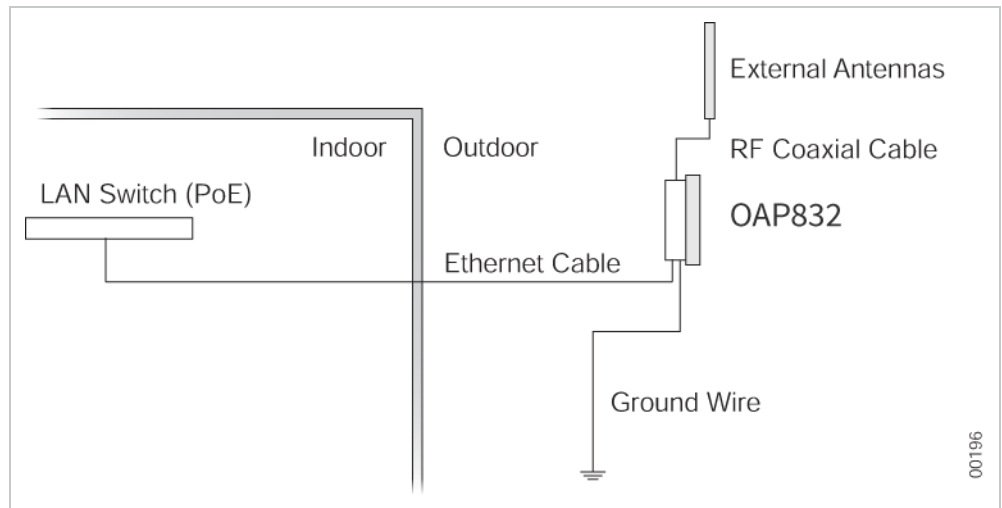 External Antennas
Indoor
Outdoor
RF Coaxial Cable
LAN Switch (PoE)
OAP832
Ethernet Cable
Ground Wire
00196